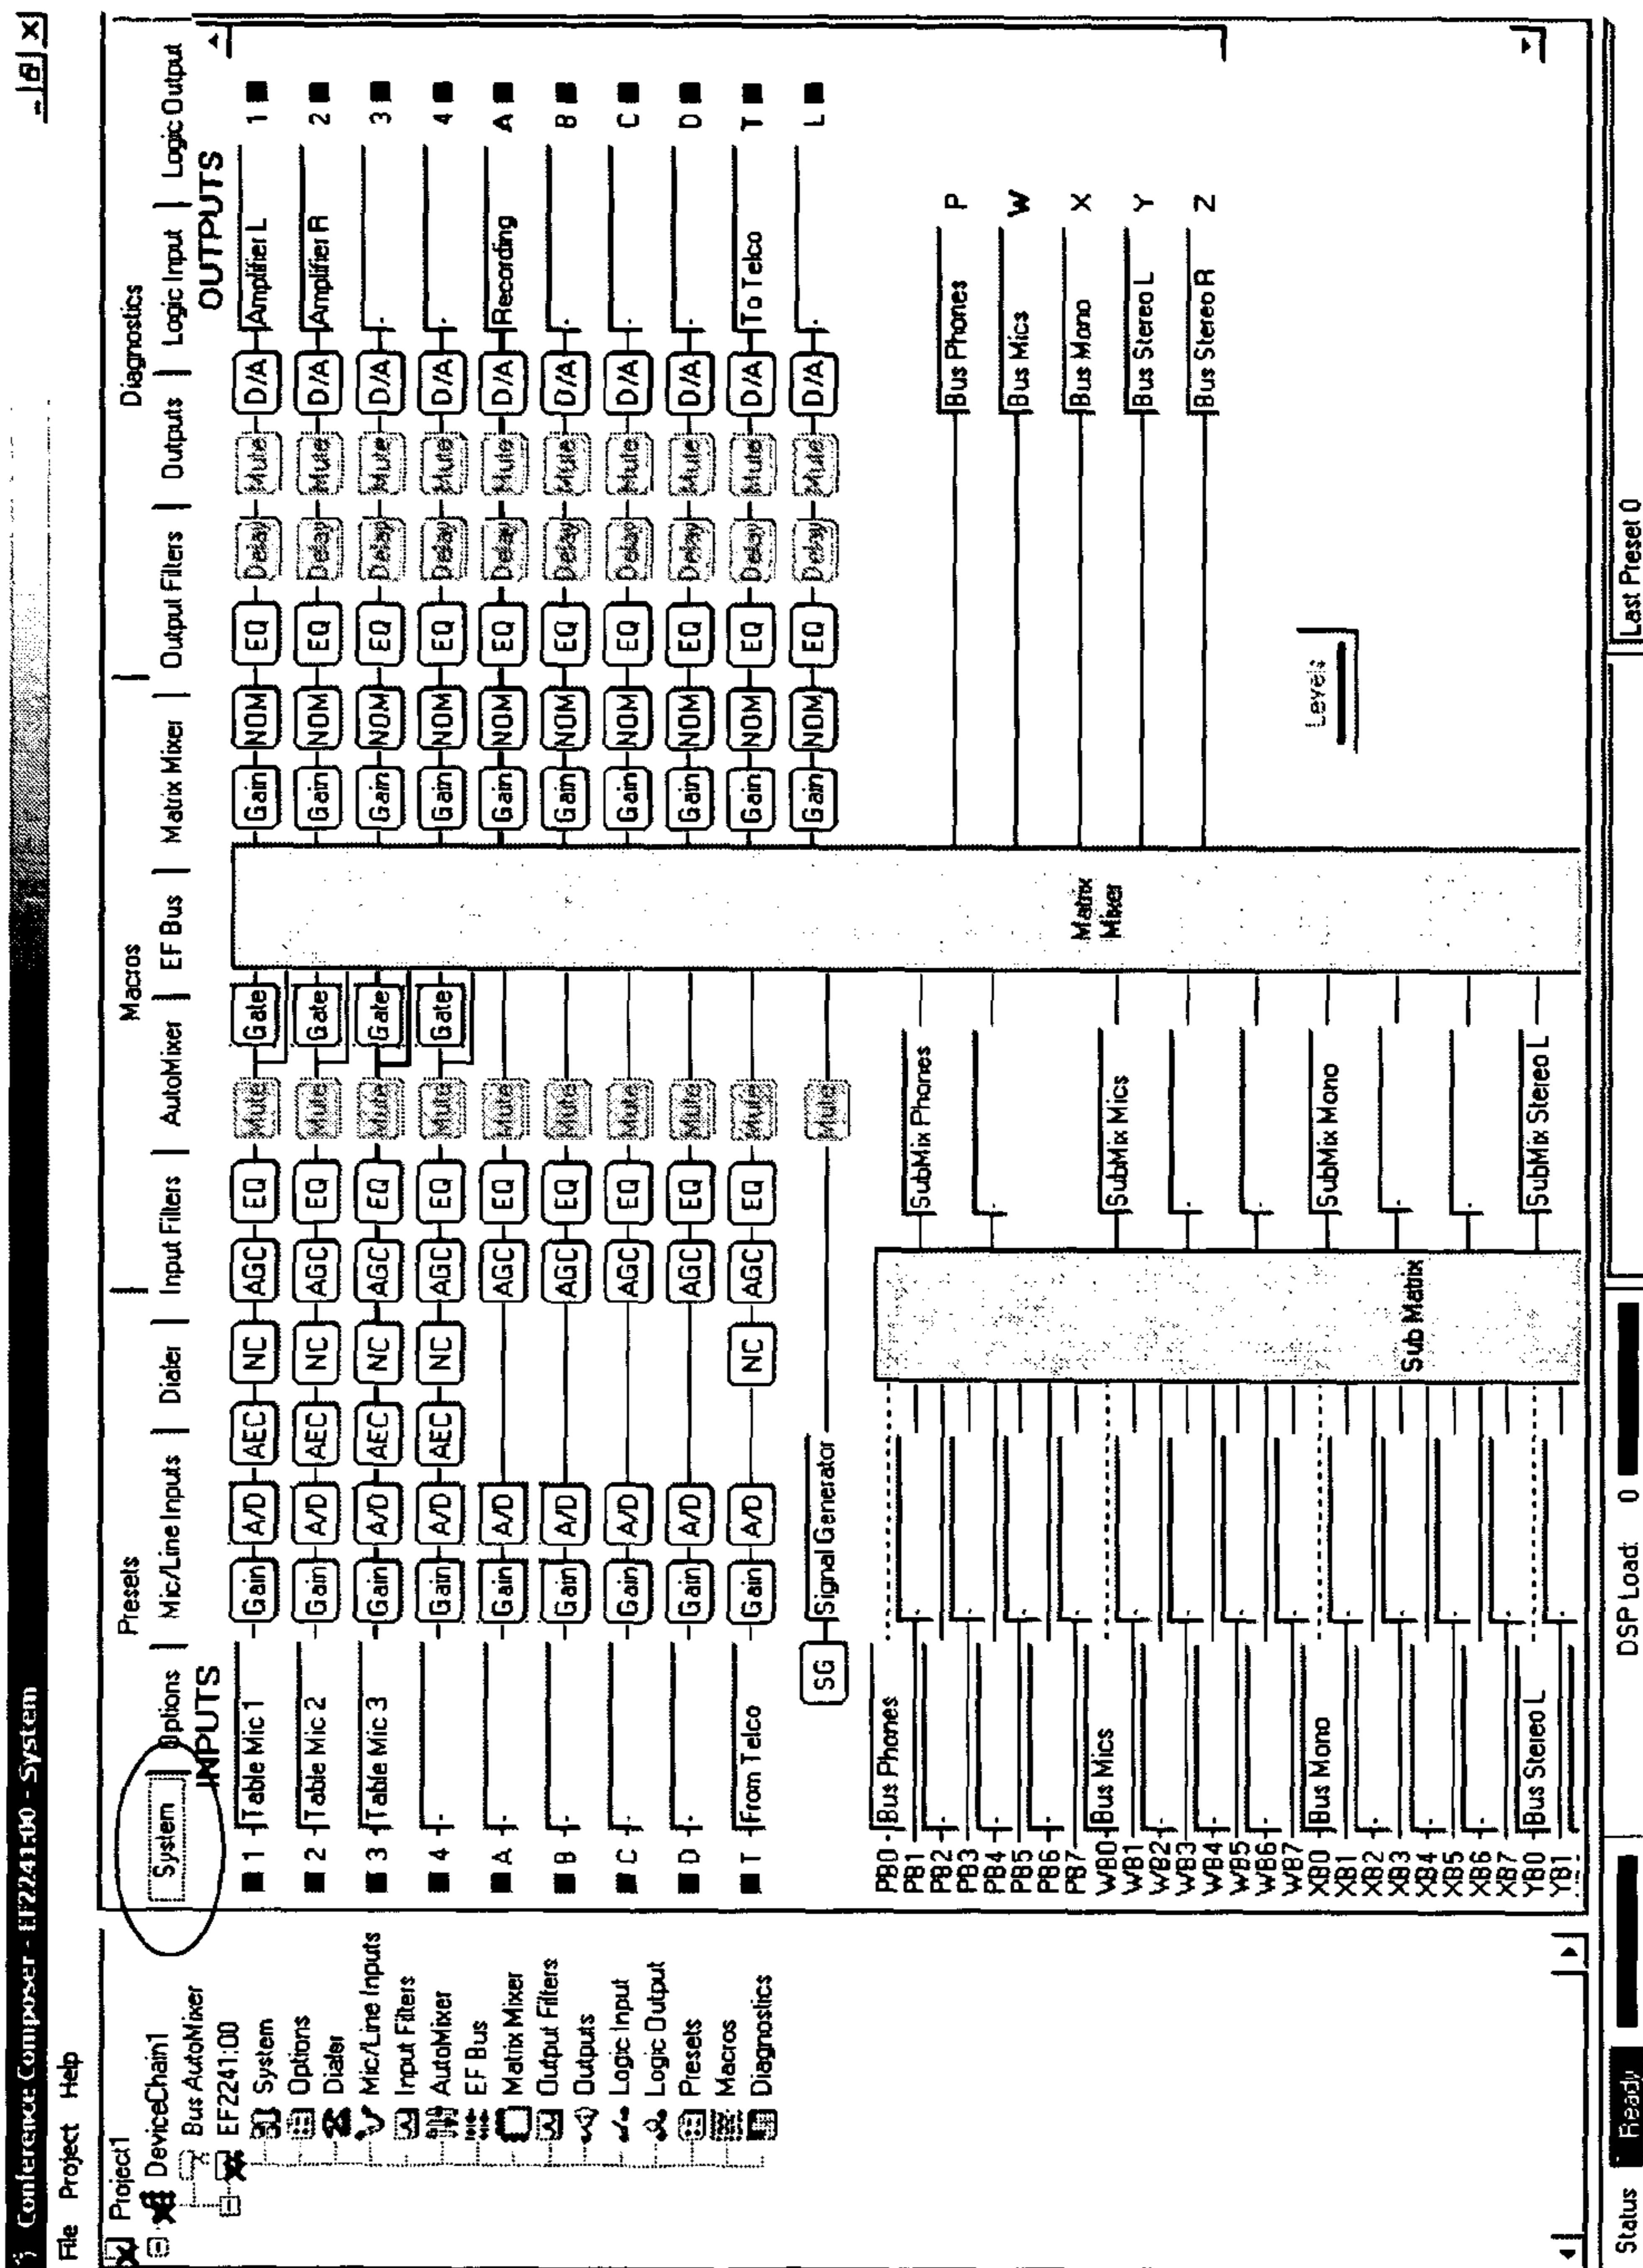 Conference Composer - EF2241:00 - System
File Project Help
Project1
DeviceChain1
Bus AutoMixer
EF2241:00
System
Options
Dialer
Mic/Line Inputs
Input Filters
AutoMixer
EF Bus
Matrix Mixer
Output Filters
Outputs
Logic Input
Logic Output
Presets
Macros
Diagnostics
Presets Macros Diagnostics
System Options Mic/Line Inputs Dialer Input Filters AutoMixer EF Bus Matrix Mixer Output Filters Outputs Logic Input Logic Output
INPUTS OUTPUTS
1 Table Mic 1 Gain A/D AEC NC AGC EQ Mute Gate Gain NOM EQ Delay Mute D/A Amplifier L 1
2 Table Mic 2 Gain A/D AEC NC AGC EQ Mute Gate Gain NOM EQ Delay Mute D/A Amplifier R 2
3 Table Mic 3 Gain A/D AEC NC AGC EQ Mute Gate Gain NOM EQ Delay Mute D/A . 3
4 . Gain A/D AEC NC AGC EQ Mute Gate Gain NOM EQ Delay Mute D/A . 4
A . Gain A/D AGC EQ Mute Gain NOM EQ Delay Mute D/A Recording A
B . Gain A/D AGC EQ Mute Gain NOM EQ Delay Mute D/A . B
C . Gain A/D AGC EQ Mute Gain NOM EQ Delay Mute D/A . C
D . Gain A/D AGC EQ Mute Gain NOM EQ Delay Mute D/A . D
T From Telco Gain A/D NC AGC EQ Mute Gain NOM EQ Delay Mute D/A To Telco T
SG Signal Generator Mute Gain NOM EQ Delay Mute D/A . L
Matrix
Mixer
PB0 Bus Phones
PB1
PB2
PB3
PB4
PB5
PB6
PB7
WB0 Bus Mics
WB1
WB2
WB3
WB4
WB5
WB6
WB7
XB0 Bus Mono
XB1
XB2
XB3
XB4
XB5
XB6
XB7
YB0 Bus Stereo L
YB1
Sub Matrix
SubMix Phones
SubMix Mics
SubMix Mono
SubMix Stereo L
Bus Phones P
Bus Mics W
Bus Mono X
Bus Stereo L Y
Bus Stereo R Z
Levels
Status Ready DSP Load: 0 Last Preset 0